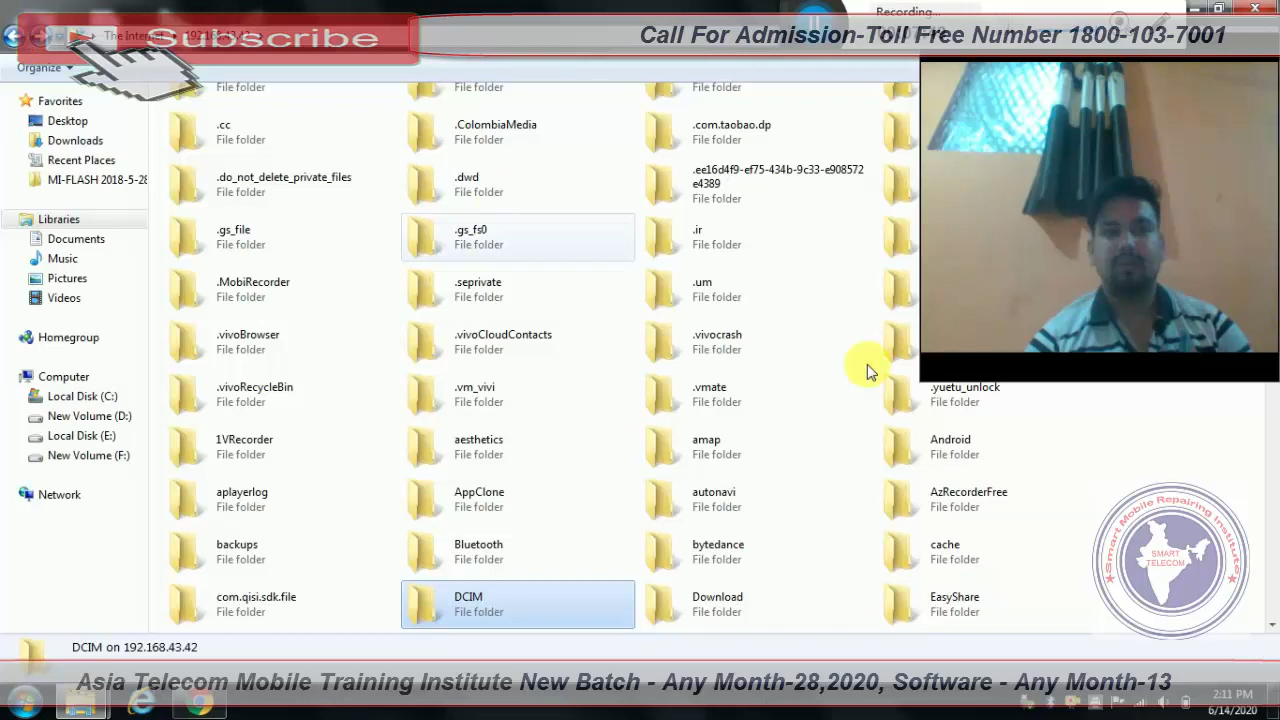 Recording...
Subscribe
Call For Admission-Toll Free Number 1800-103-7001
The Internet 192.168.43.42
Organize
Favorites
Desktop
Downloads
Recent Places
MI-FLASH 2018-5-28
Libraries
Documents
Music
Pictures
Videos
Homegroup
Computer
Local Disk (C:)
New Volume (D:)
Local Disk (E:)
New Volume (F:)
Network
File folder File folder File folder
.cc .ColombiaMedia .com.taobao.dp
File folder File folder File folder
.do_not_delete_private_files .dwd .ee16d4f9-ef75-434b-9c33-e908572
e4389
File folder File folder File folder
.gs_file .gs_fs0 .ir
File folder File folder File folder
.MobiRecorder .seprivate .um
File folder File folder File folder
.vivoBrowser .vivoCloudContacts .vivocrash
File folder File folder File folder
.vivoRecycleBin .vm_vivi .vmate .yuetu_unlock
File folder File folder File folder File folder
1VRecorder aesthetics amap Android
File folder File folder File folder File folder
aplayerlog AppClone autonavi AzRecorderFree
File folder File folder File folder File folder
backups Bluetooth bytedance cache
File folder File folder File folder File folder
com.qisi.sdk.file DCIM Download EasyShare
File folder File folder File folder File folder
Smart Mobile Repairing Institute
SMART
TELECOM
DCIM on 192.168.43.42
Asia Telecom Mobile Training Institute New Batch - Any Month-28,2020, Software - Any Month-13
2:11 PM
6/14/2020